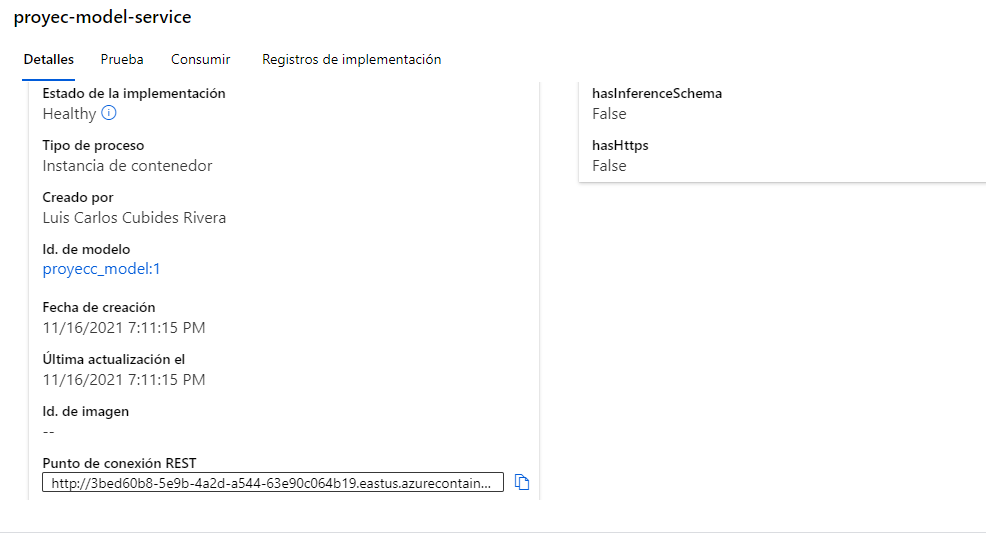 proyec-model-service
Detalles Prueba Consumir Registros de implementación
Estado de la implementación
Healthy
Tipo de proceso
Instancia de contenedor
Creado por
Luis Carlos Cubides Rivera
Id. de modelo
proyecc_model:1
Fecha de creación
11/16/2021 7:11:15 PM
Última actualización el
11/16/2021 7:11:15 PM
Id. de imagen
--
Punto de conexión REST
http://3bed60b8-5e9b-4a2d-a544-63e90c064b19.eastus.azurecontain...
hasInferenceSchema
False
hasHttps
False